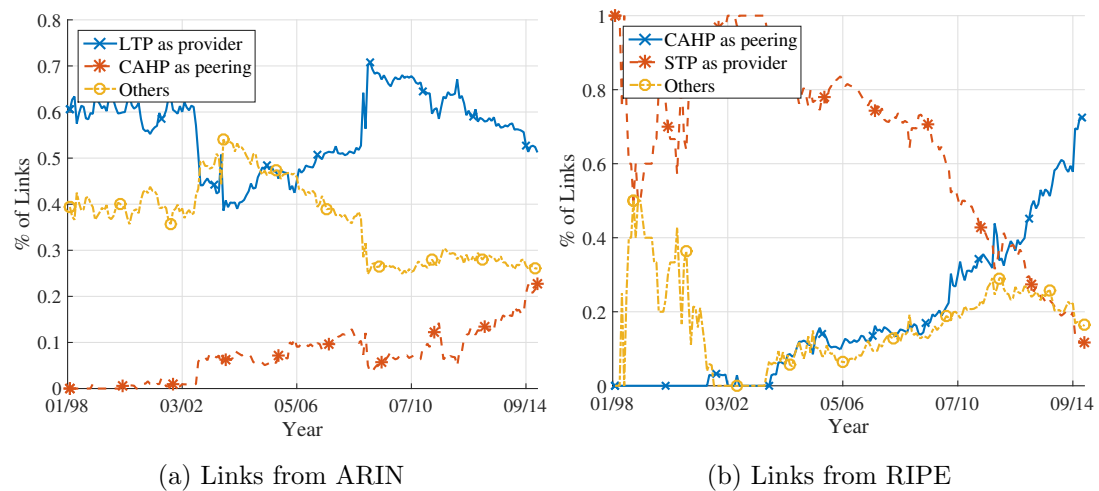 0.8
0.7
0.6
0.5
0.4
0.3
0.2
0.1
0
% of Links
LTP as provider
CAHP as peering
Others
01/98 03/02 05/06 07/10 09/14
Year
(a) Links from ARIN
1
0.8
0.6
0.4
0.2
0
% of Links
CAHP as peering
STP as provider
Others
01/98 03/02 05/06 07/10 09/14
Year
(b) Links from RIPE